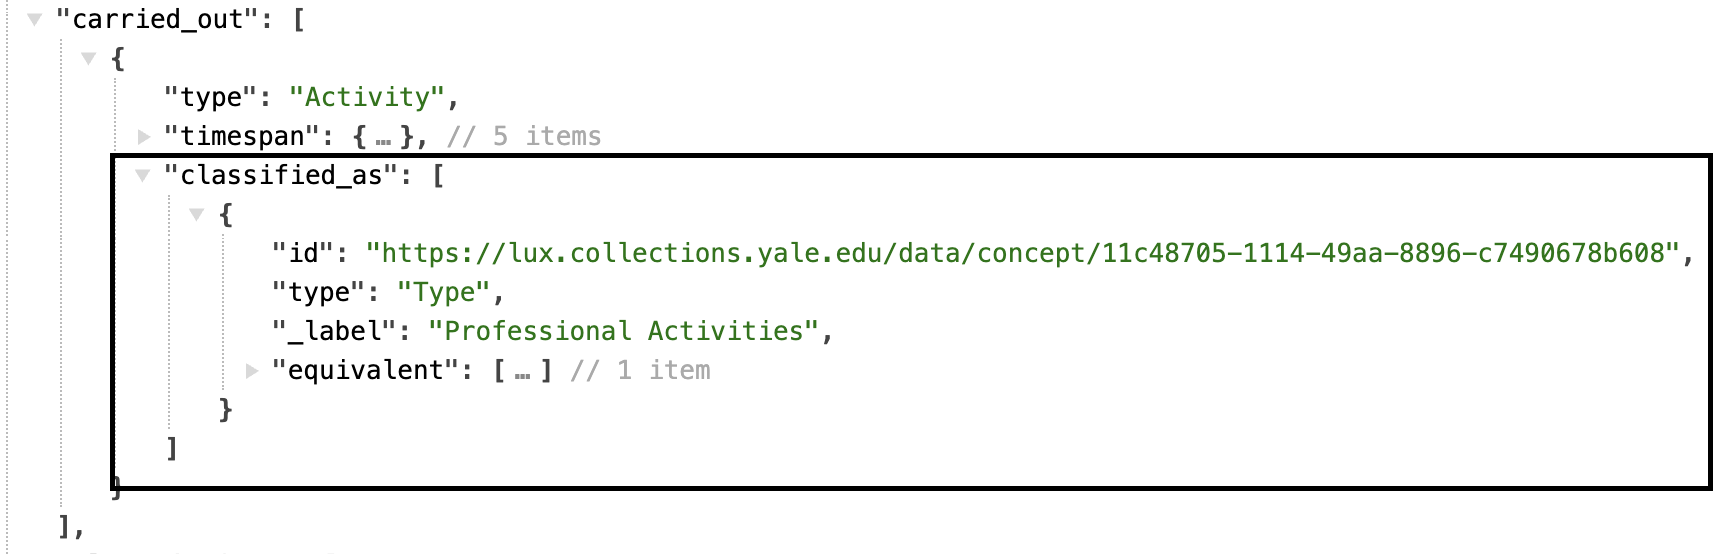 "carried_out": [
{
"type": "Activity",
"timespan": { … }, // 5 items
"classified_as": [
{
"id": "https://lux.collections.yale.edu/data/concept/11c48705-1114-49aa-8896-c7490678b608",
"type": "Type",
"_label": "Professional Activities",
"equivalent": [ … ] // 1 item
}
]
}
],